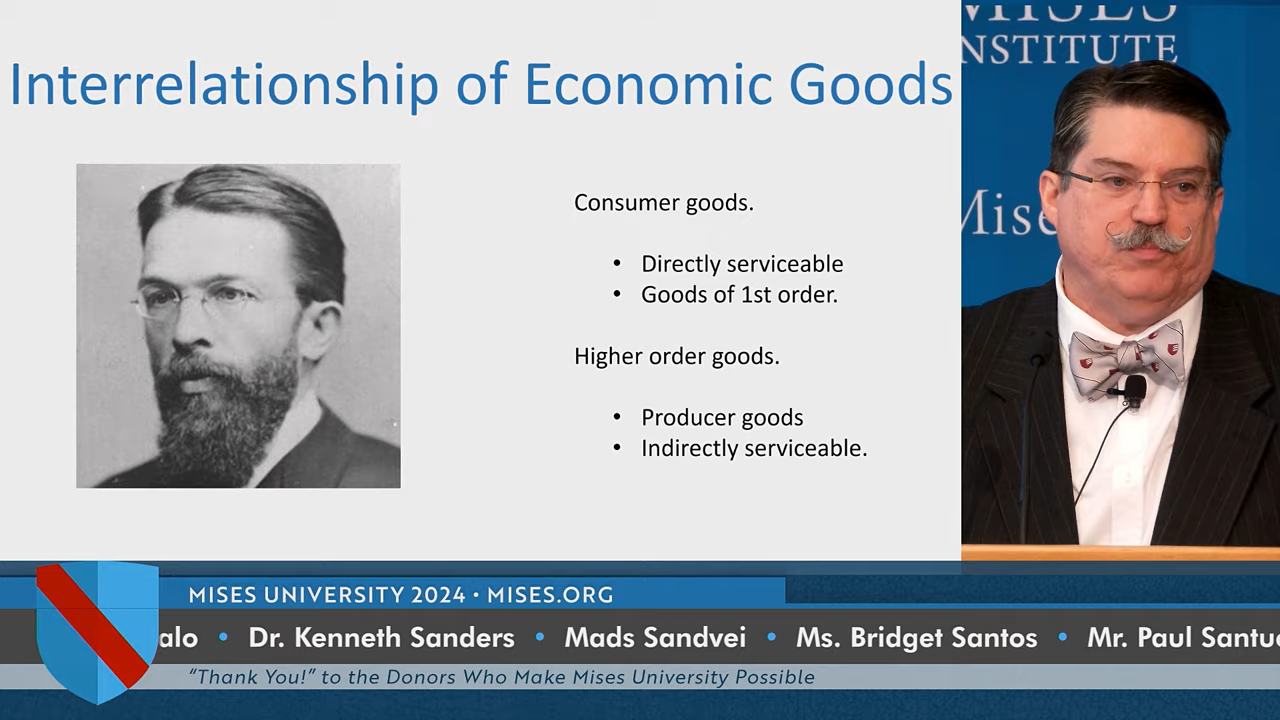 Interrelationship of Economic Goods
Consumer goods.
• Directly serviceable
• Goods of 1st order.
Higher order goods.
• Producer goods
• Indirectly serviceable.
MISES
INSTITUTE
Mise
MISES UNIVERSITY 2024 • MISES.ORG
alo • Dr. Kenneth Sanders • Mads Sandvei • Ms. Bridget Santos • Mr. Paul Santu
“Thank You!” to the Donors Who Make Mises University Possible